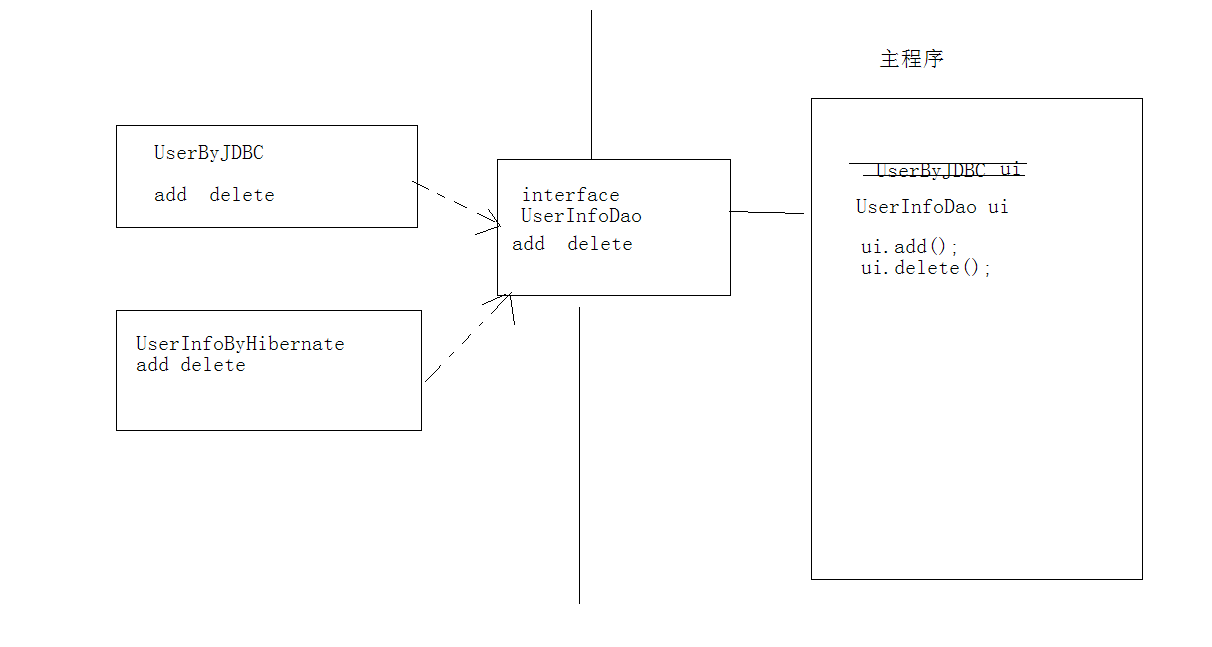 主程序
UserByJDBC
add delete
UserInfoByHibernate
add delete
interface
UserInfoDao
add delete
UserByJDBC ui
UserInfoDao ui
ui.add();
ui.delete();